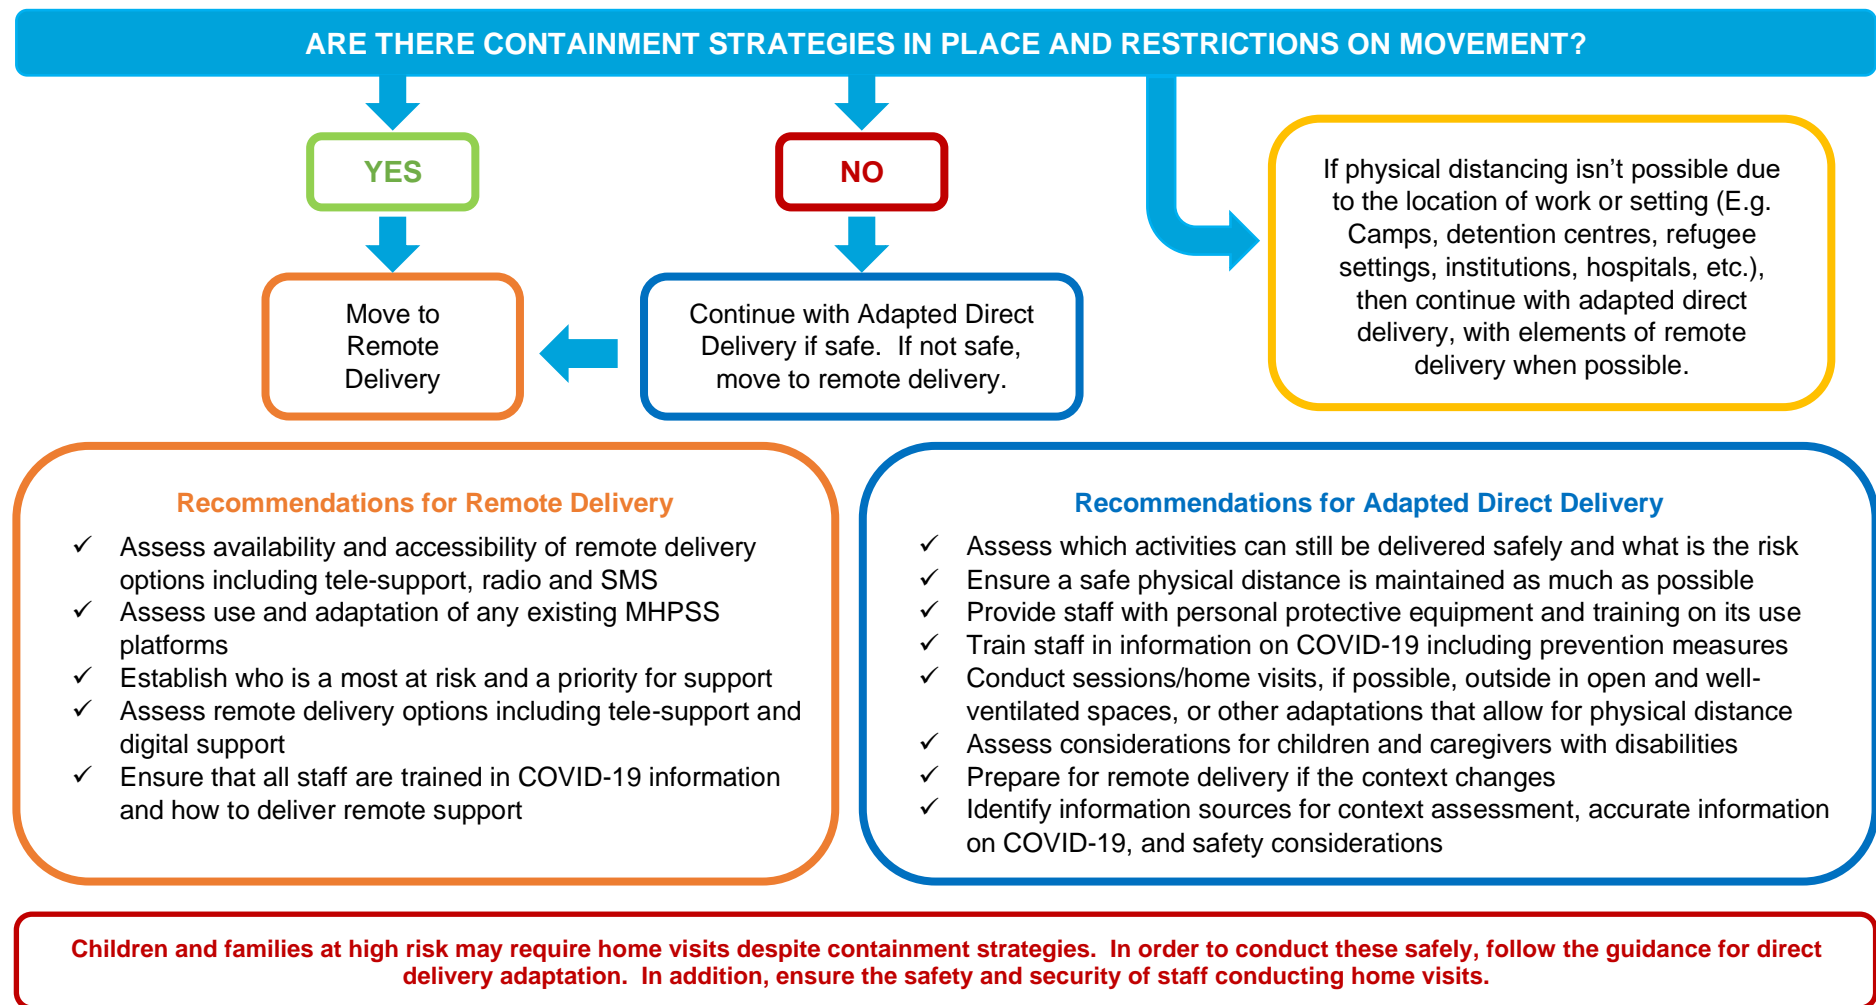 ARE THERE CONTAINMENT STRATEGIES IN PLACE AND RESTRICTIONS ON MOVEMENT?
YES
NO
Move to
Remote
Delivery
Continue with Adapted Direct
Delivery if safe.  If not safe,
move to remote delivery.
If physical distancing isn’t possible due
to the location of work or setting (E.g.
Camps, detention centres, refugee
settings, institutions, hospitals, etc.),
then continue with adapted direct
delivery, with elements of remote
delivery when possible.
Recommendations for Remote Delivery
✓ Assess availability and accessibility of remote delivery
options including tele-support, radio and SMS
✓ Assess use and adaptation of any existing MHPSS
platforms
✓ Establish who is a most at risk and a priority for support
✓ Assess remote delivery options including tele-support and
digital support
✓ Ensure that all staff are trained in COVID-19 information
and how to deliver remote support
Recommendations for Adapted Direct Delivery
✓ Assess which activities can still be delivered safely and what is the risk
✓ Ensure a safe physical distance is maintained as much as possible
✓ Provide staff with personal protective equipment and training on its use
✓ Train staff in information on COVID-19 including prevention measures
✓ Conduct sessions/home visits, if possible, outside in open and well-
ventilated spaces, or other adaptations that allow for physical distance
✓ Assess considerations for children and caregivers with disabilities
✓ Prepare for remote delivery if the context changes
✓ Identify information sources for context assessment, accurate information
on COVID-19, and safety considerations
Children and families at high risk may require home visits despite containment strategies.  In order to conduct these safely, follow the guidance for direct
delivery adaptation.  In addition, ensure the safety and security of staff conducting home visits.